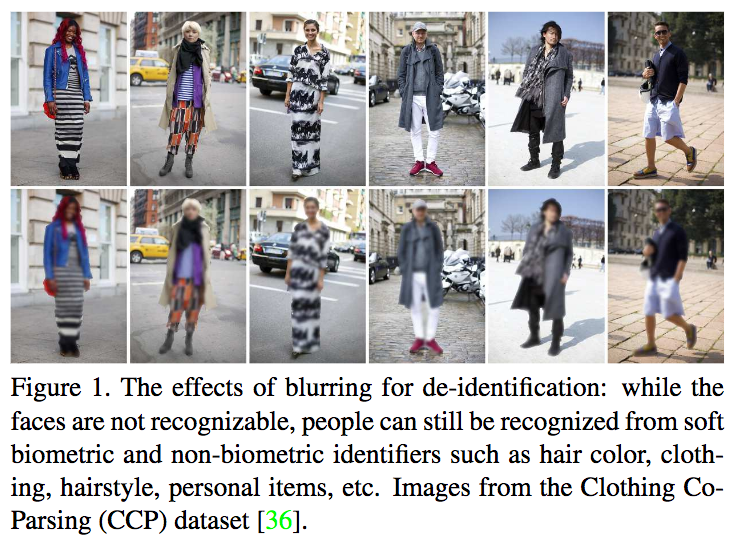 Figure 1. The effects of blurring for de-identification: while the
faces are not recognizable, people can still be recognized from soft
biometric and non-biometric identifiers such as hair color, cloth-
ing, hairstyle, personal items, etc. Images from the Clothing Co-
Parsing (CCP) dataset [36].